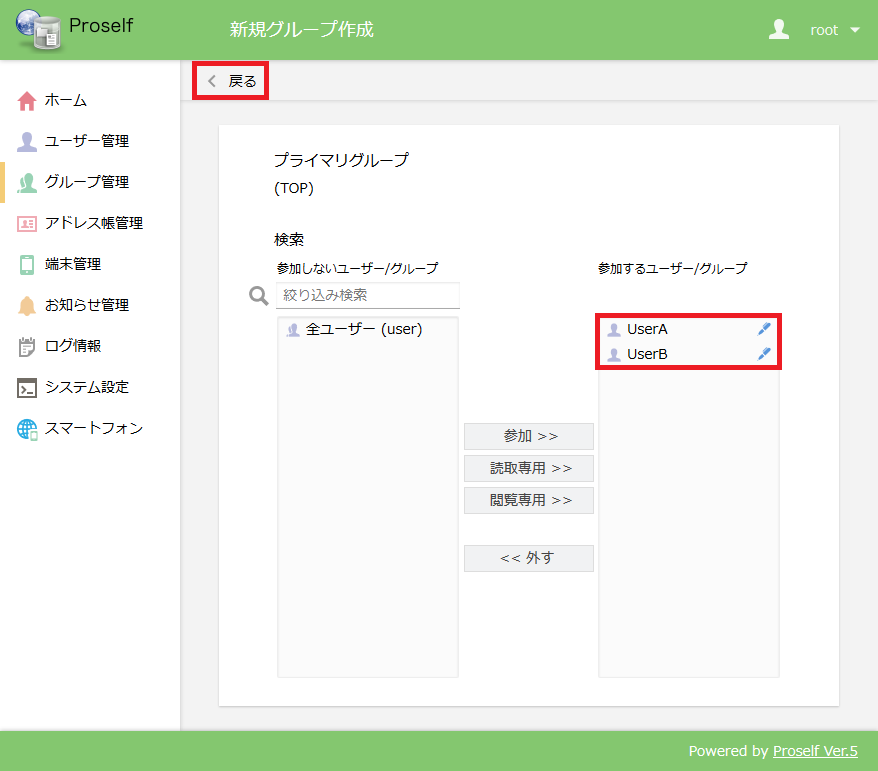 Proself
新規グループ作成
root
戻る
ホーム
ユーザー管理
グループ管理
アドレス帳管理
端末管理
お知らせ管理
ログ情報
システム設定
スマートフォン
プライマリグループ
(TOP)
検索
参加しないユーザー/グループ
絞り込み検索
全ユーザー (user)
参加 >>
読取専用 >>
閲覧専用 >>
<< 外す
参加するユーザー/グループ
UserA
UserB
Powered by Proself Ver.5